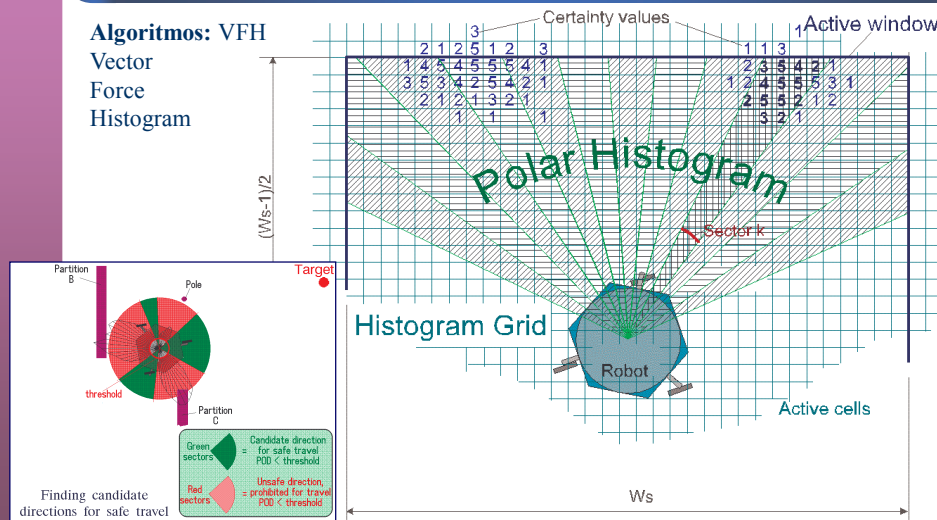 Algoritmos: VFH
Vector
Force
Histogram
Certainty values
Active window
3
2 1 2 5 1 2 3
1 4 5 4 5 5 5 4 1
3 5 3 4 2 5 4 2 1
2 1 2 1 3 2 1
1 1 1
1
1 1 3
2 3 5 4 2 1
1 2 4 5 5 5 3 1
2 5 5 2 1 2
3 2 1
(Ws-1)/2
Polar Histogram
Sector k
Histogram Grid
Robot
Active cells
Ws
Target
Partition
B
Pole
threshold
Partition
C
Green
sectors
= Candidate direction
for safe travel
POD < threshold
Red
sectors
= Unsafe direction,
prohibited for travel
POD < threshold
Finding candidate
directions for safe travel